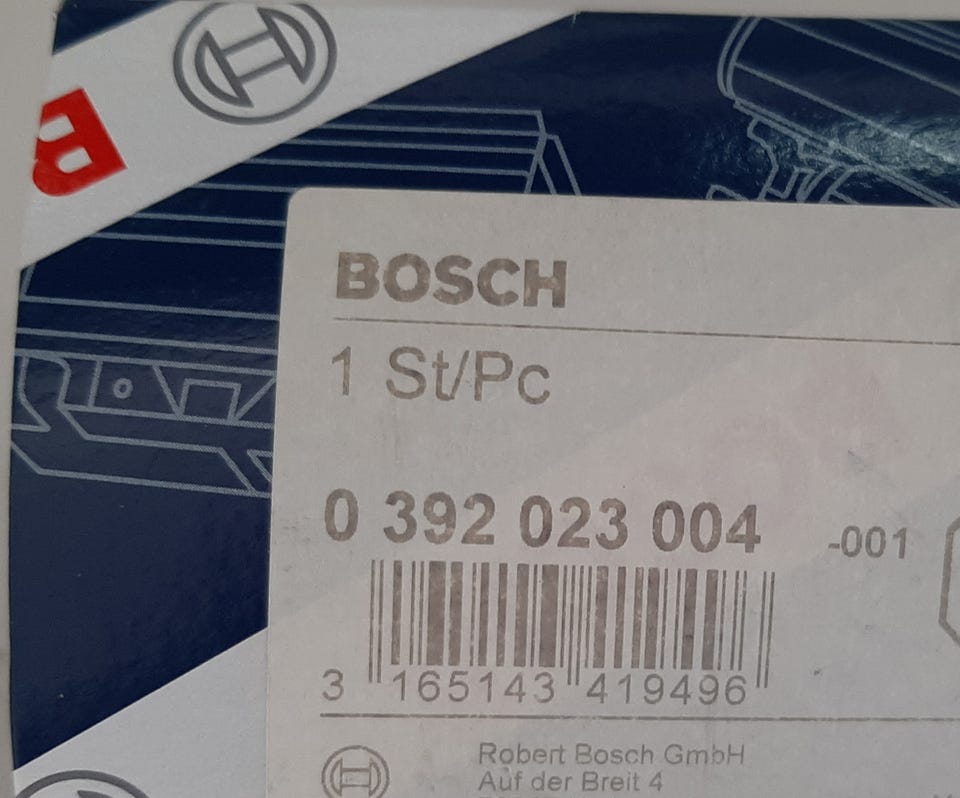 B
BOSCH
1 St/Pc
0 392 023 004 -001
3 165143 419496
Robert Bosch GmbH
Auf der Breit 4